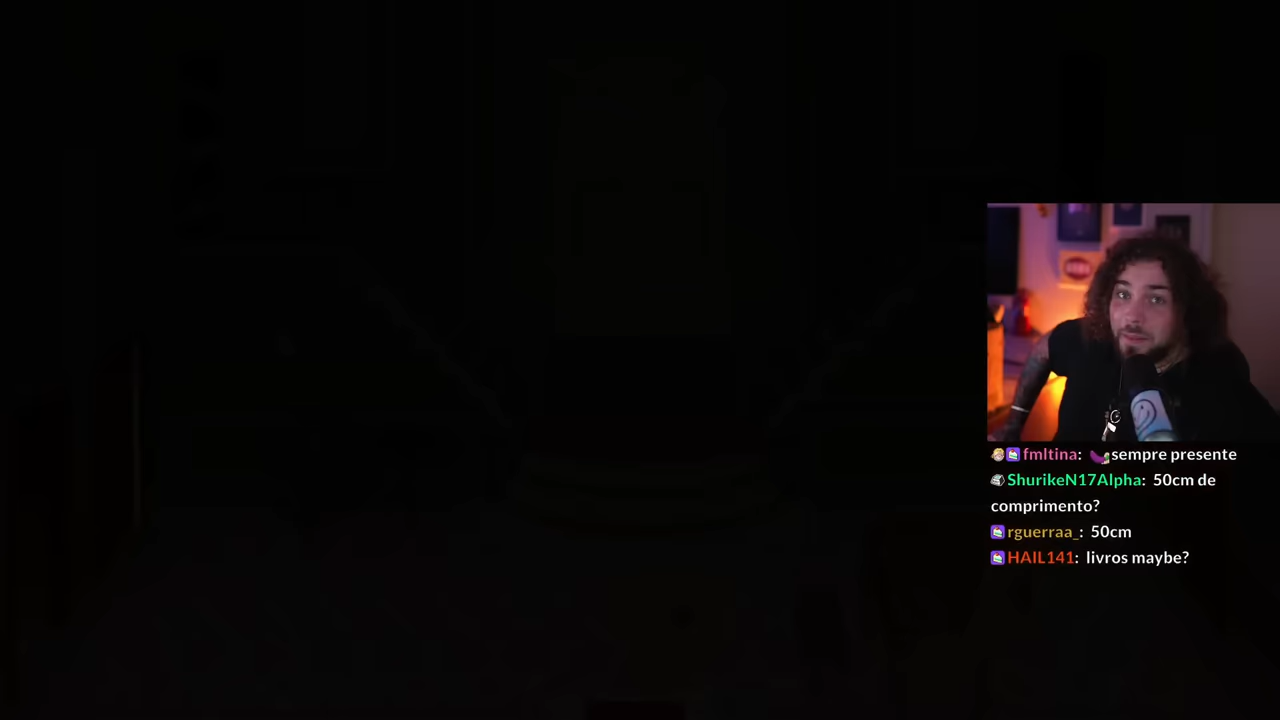 fmltina: sempre presente
ShurikeN17Alpha: 50cm de
comprimento?
rguerraa_: 50cm
HAIL141: livros maybe?